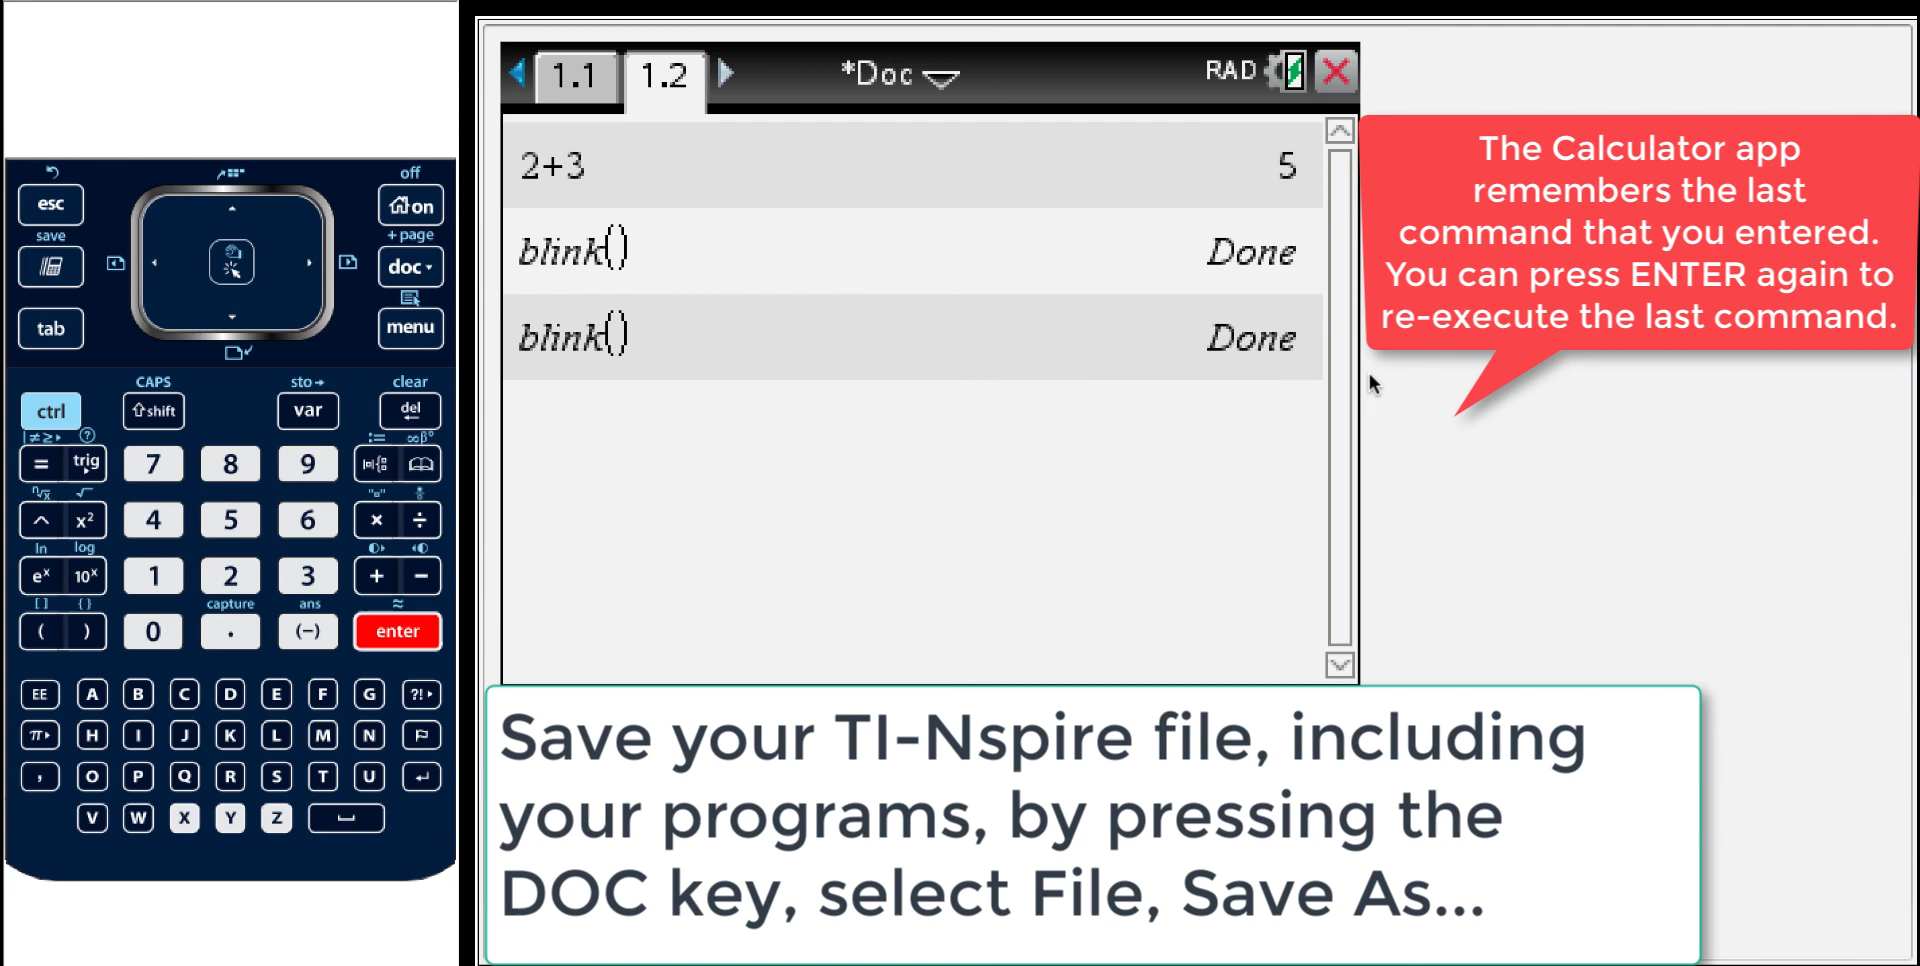 1.1
1.2
*Doc
RAD
2+3
5
blink()
Done
blink()
Done
The Calculator app
remembers the last
command that you entered.
You can press ENTER again to
re-execute the last command.
Save your TI-Nspire file, including
your programs, by pressing the
DOC key, select File, Save As...
off
esc
on
save
+ page
doc
tab
menu
CAPS
sto→
clear
ctrl
⇧shift
var
del
|≠≥▸ ?
:= ∞β°
= trig
7
8
9
ⁿ√x √
"▫"
^ x²
4
5
6
× ÷
ln log
eˣ 10ˣ
1
2
3
+ −
[ ] { }
capture
ans
≈
( )
0
.
(−)
enter
EE A B C D E F G ?!▸
π▸ H I J K L M N
, O P Q R S T U ↵
V W X Y Z